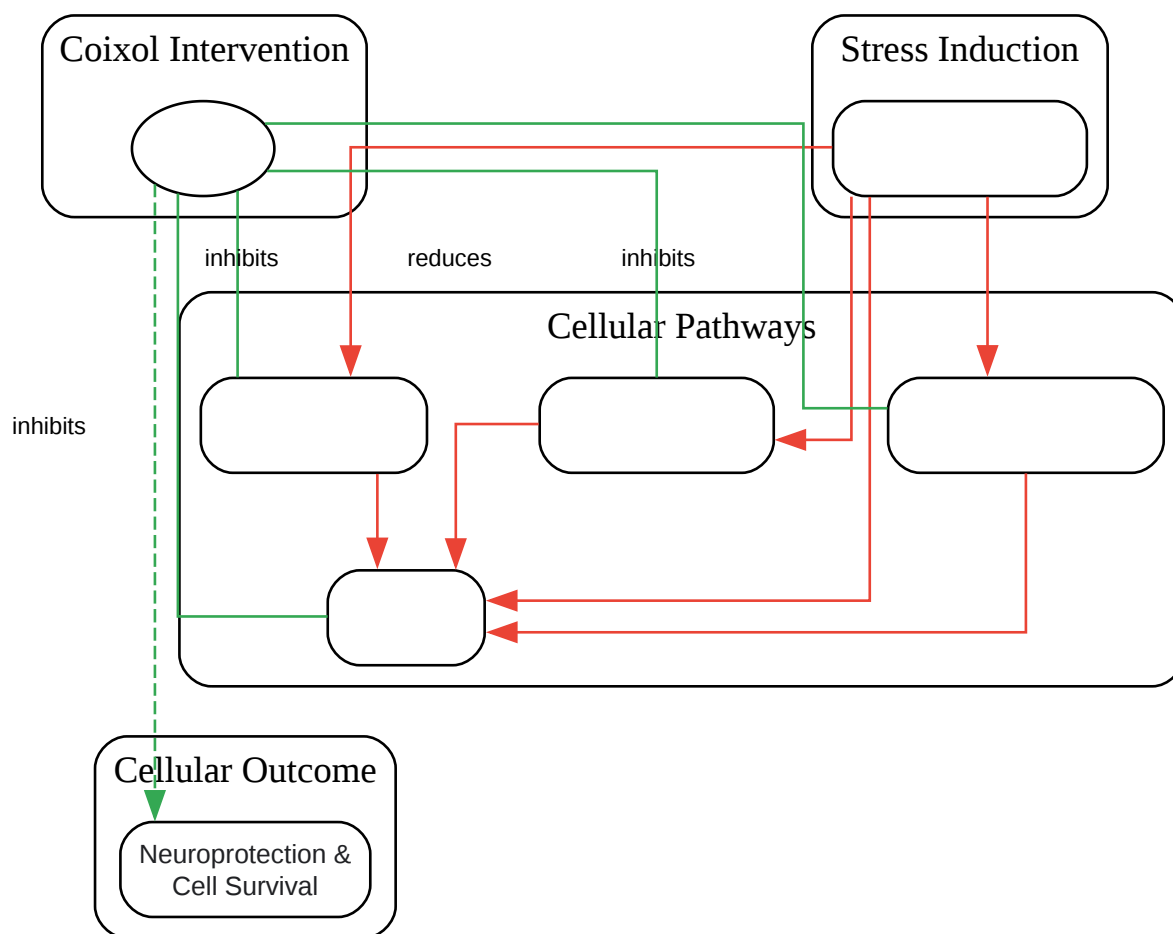 Coixol Intervention
Stress Induction
inhibits
reduces
inhibits
Cellular Pathways
inhibits
Cellular Outcome
Neuroprotection &
Cell Survival